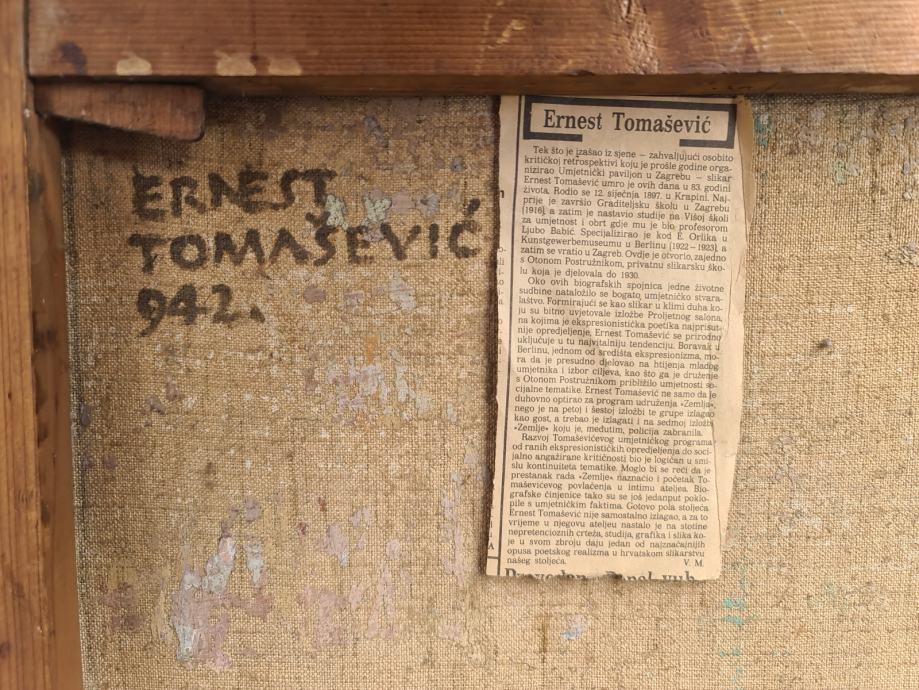 ERNEST
TOMAŠEVIĆ
942.
Ernest Tomašević
Tek što je izašao iz sjene — zahvaljujući osobito
kritičkoj retrospektivi koju je prošle godine orga-
nizirao Umjetnički paviljon u Zagrebu — slikar
Ernest Tomašević umro je ovih dana u 83. godini
života. Rodio se 12. siječnja 1897. u Krapini. Naj-
prije je završio Graditeljsku školu u Zagrebu
(1916), a zatim je nastavio studije na Višoj školi
za umjetnost i obrt gdje mu je bio profesorom
Ljubo Babić. Specijalizirao je kod E. Orlika u
Kunstgewerbemuseumu u Berlinu (1922—1923), a
zatim se vratio u Zagreb. Ovdje je otvorio, zajedno
s Otonom Postružnikom, privatnu slikarsku ško-
lu koja je djelovala do 1930.
Oko ovih biografskih spojnica jedne životne
sudbine nataložilo se bogato umjetničko stvara-
laštvo. Formirajući se kao slikar u klimi duha ko-
ju su bitno uvjetovale izložbe Proljetnog salona,
na kojima je ekspresionistička poetika najprisut-
nije opredjeljenje, Ernest Tomašević se prirodno
uključuje u tu najvitalniju tendenciju. Boravak u
Berlinu, jednom od središta ekspresionizma, mo-
ra da je presudno djelovao na htijenja mladog
umjetnika i izbor ciljeva, kao što ga je druženje
s Otonom Postružnikom približilo umjetnosti so-
cijalne tematike. Ernest Tomašević ne samo da je
duhovno optirao za program udruženja »Zemlja«,
nego je na petoj i šestoj izložbi te grupe izlagao
kao gost, a trebao je izlagati i na sedmoj izložbi
»Zemlje« koju je, međutim, policija zabranila.
Razvoj Tomaševićevog umjetničkog programa
od ranih ekspresionističkih opredjeljenja do soci-
jalno angažirane kritičnosti bio je logičan u smi-
slu kontinuiteta tematike. Moglo bi se reći da je
prestanak rada »Zemlje« naznačio i početak To-
maševićevog povlačenja u intimu ateljea. Bio-
grafske činjenice tako su se još jedanput poklo-
pile s umjetničkim faktima. Gotovo pola stoljeća
Ernest Tomašević nije samostalno izlagao, a za to
vrijeme u njegovu ateljeu nastalo je na stotine
nepretencioznih crteža, studija, grafika i slika ko-
je u svom zbroju daju jedan od najznačajnijih
opusa poetskog realizma u hrvatskom slikarstvu
našeg stoljeća. V. M.